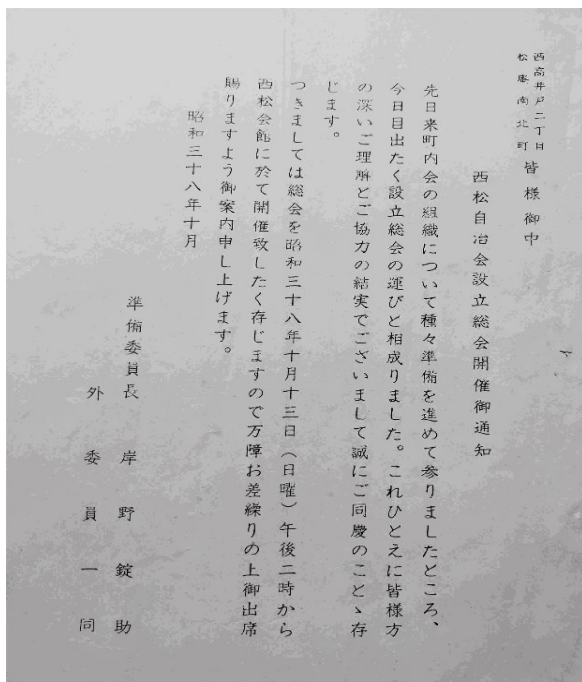 西高井戸二丁目
松庵南北町
皆様御中
西松自治会設立総会開催御通知
先日来町内会の組織について種々準備を進めて参りましたところ、
今日目出たく設立総会の運びと相成りました。これひとえに皆様方
の深いご理解とご協力の結実でございまして誠にご同慶のことゝ存
じます。
つきましては総会を昭和三十八年十月十三日(日曜)午後二時から
西松会館に於て開催致したく存じますので万障お差繰りの上御出席
賜りますよう御案内申し上げます。
昭和三十八年十月
準備委員長 岸野錠助
外委員一同